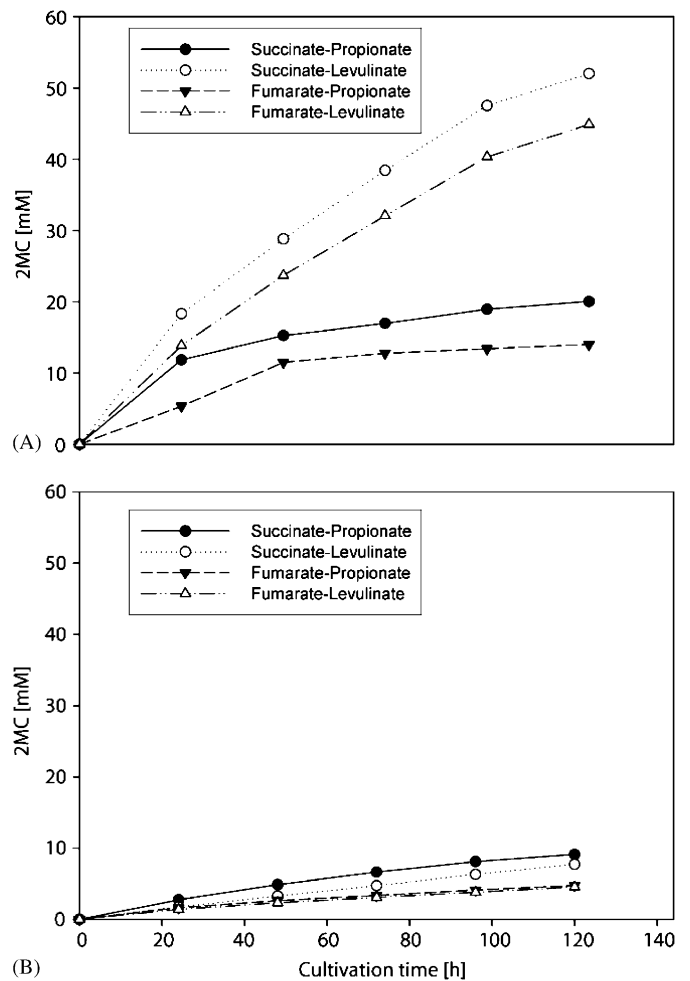 60
Succinate-Propionate
Succinate-Levulinate
Fumarate-Propionate
Fumarate-Levulinate
50
40
30
2MC [mM]
20
10
(A) 0
60
Succinate-Propionate
Succinate-Levulinate
Fumarate-Propionate
Fumarate-Levulinate
50
40
30
2MC [mM]
20
10
0
0 20 40 60 80 100 120 140
(B) Cultivation time [h]